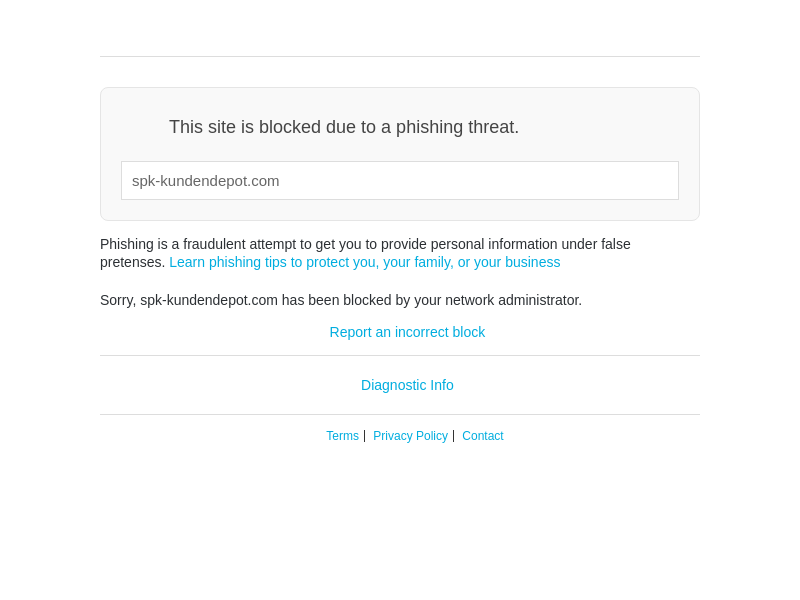 This site is blocked due to a phishing threat.
spk-kundendepot.com
Phishing is a fraudulent attempt to get you to provide personal information under false
pretenses. Learn phishing tips to protect you, your family, or your business
Sorry, spk-kundendepot.com has been blocked by your network administrator.
Report an incorrect block
Diagnostic Info
Terms | Privacy Policy | Contact